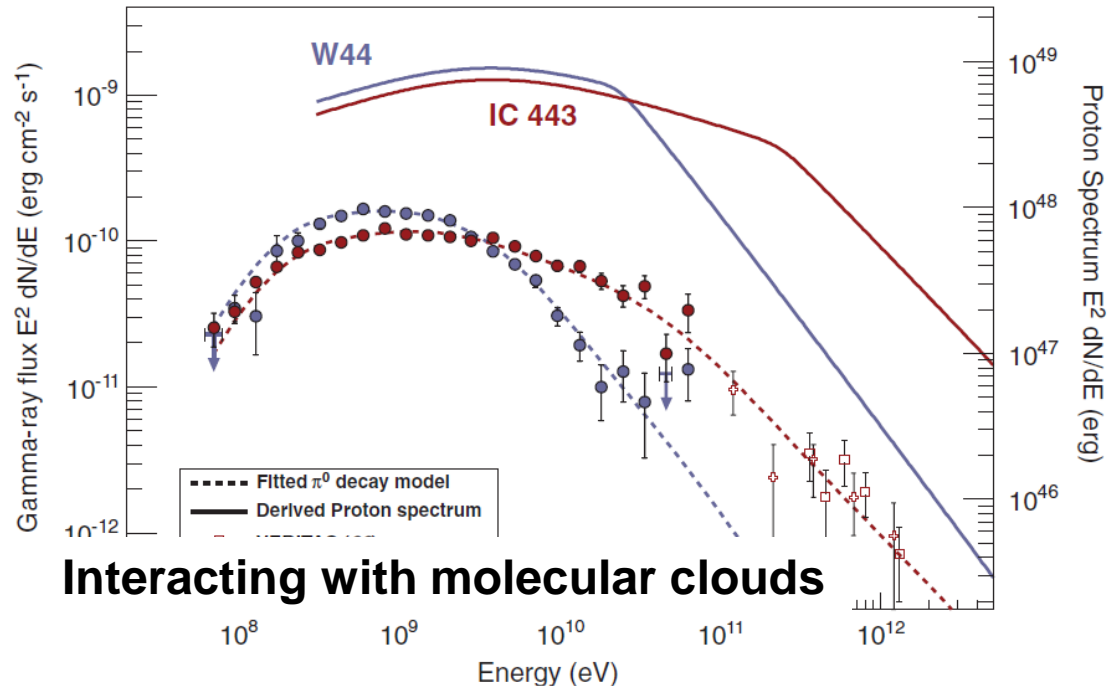 Gamma-ray flux E² dN/dE (erg cm⁻² s⁻¹)
10⁻⁹
10⁻¹⁰
10⁻¹¹
10⁻¹²
W44
IC 443
Fitted π⁰ decay model
Derived Proton spectrum
Interacting with molecular clouds
10⁸ 10⁹ 10¹⁰ 10¹¹ 10¹²
Energy (eV)
10⁴⁹
10⁴⁸
10⁴⁷
10⁴⁶
Proton Spectrum E² dN/dE (erg)